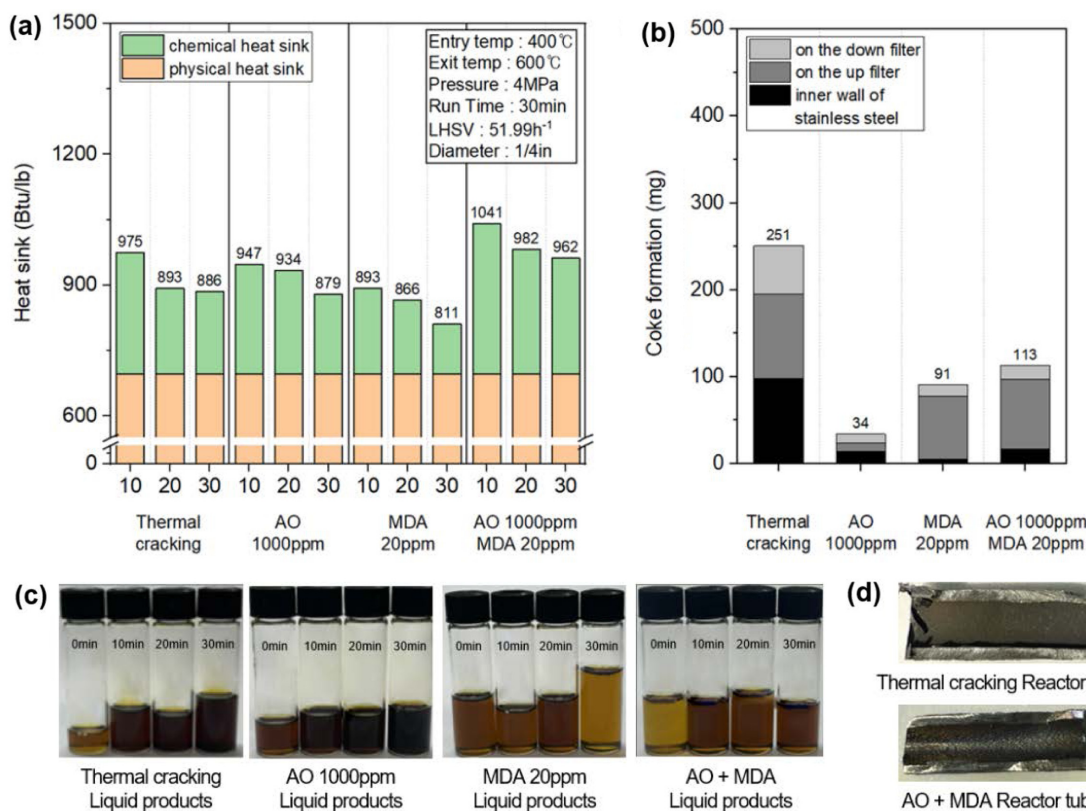 (a)
1500
1200
900
600
0
Heat sink (Btu/lb)
chemical heat sink
physical heat sink
Entry temp : 400℃
Exit temp : 600℃
Pressure : 4MPa
Run Time : 30min
LHSV : 51.99h⁻¹
Diameter : 1/4in
975
893
886
947
934
879
893
866
811
1041
982
962
10 20 30 10 20 30 10 20 30 10 20 30
Thermal cracking
AO 1000ppm
MDA 20ppm
AO 1000ppm MDA 20ppm
(b)
500
400
300
200
100
0
Coke formation (mg)
on the down filter
on the up filter
inner wall of
stainless steel
251
34
91
113
Thermal cracking
AO 1000ppm
MDA 20ppm
AO 1000ppm MDA 20ppm
(c)
0min 10min 20min 30min
Thermal cracking
Liquid products
0min 10min 20min 30min
AO 1000ppm
Liquid products
0min 10min 20min 30min
MDA 20ppm
Liquid products
0min 10min 20min 30min
AO + MDA
Liquid products
(d)
Thermal cracking Reactor
AO + MDA Reactor tub